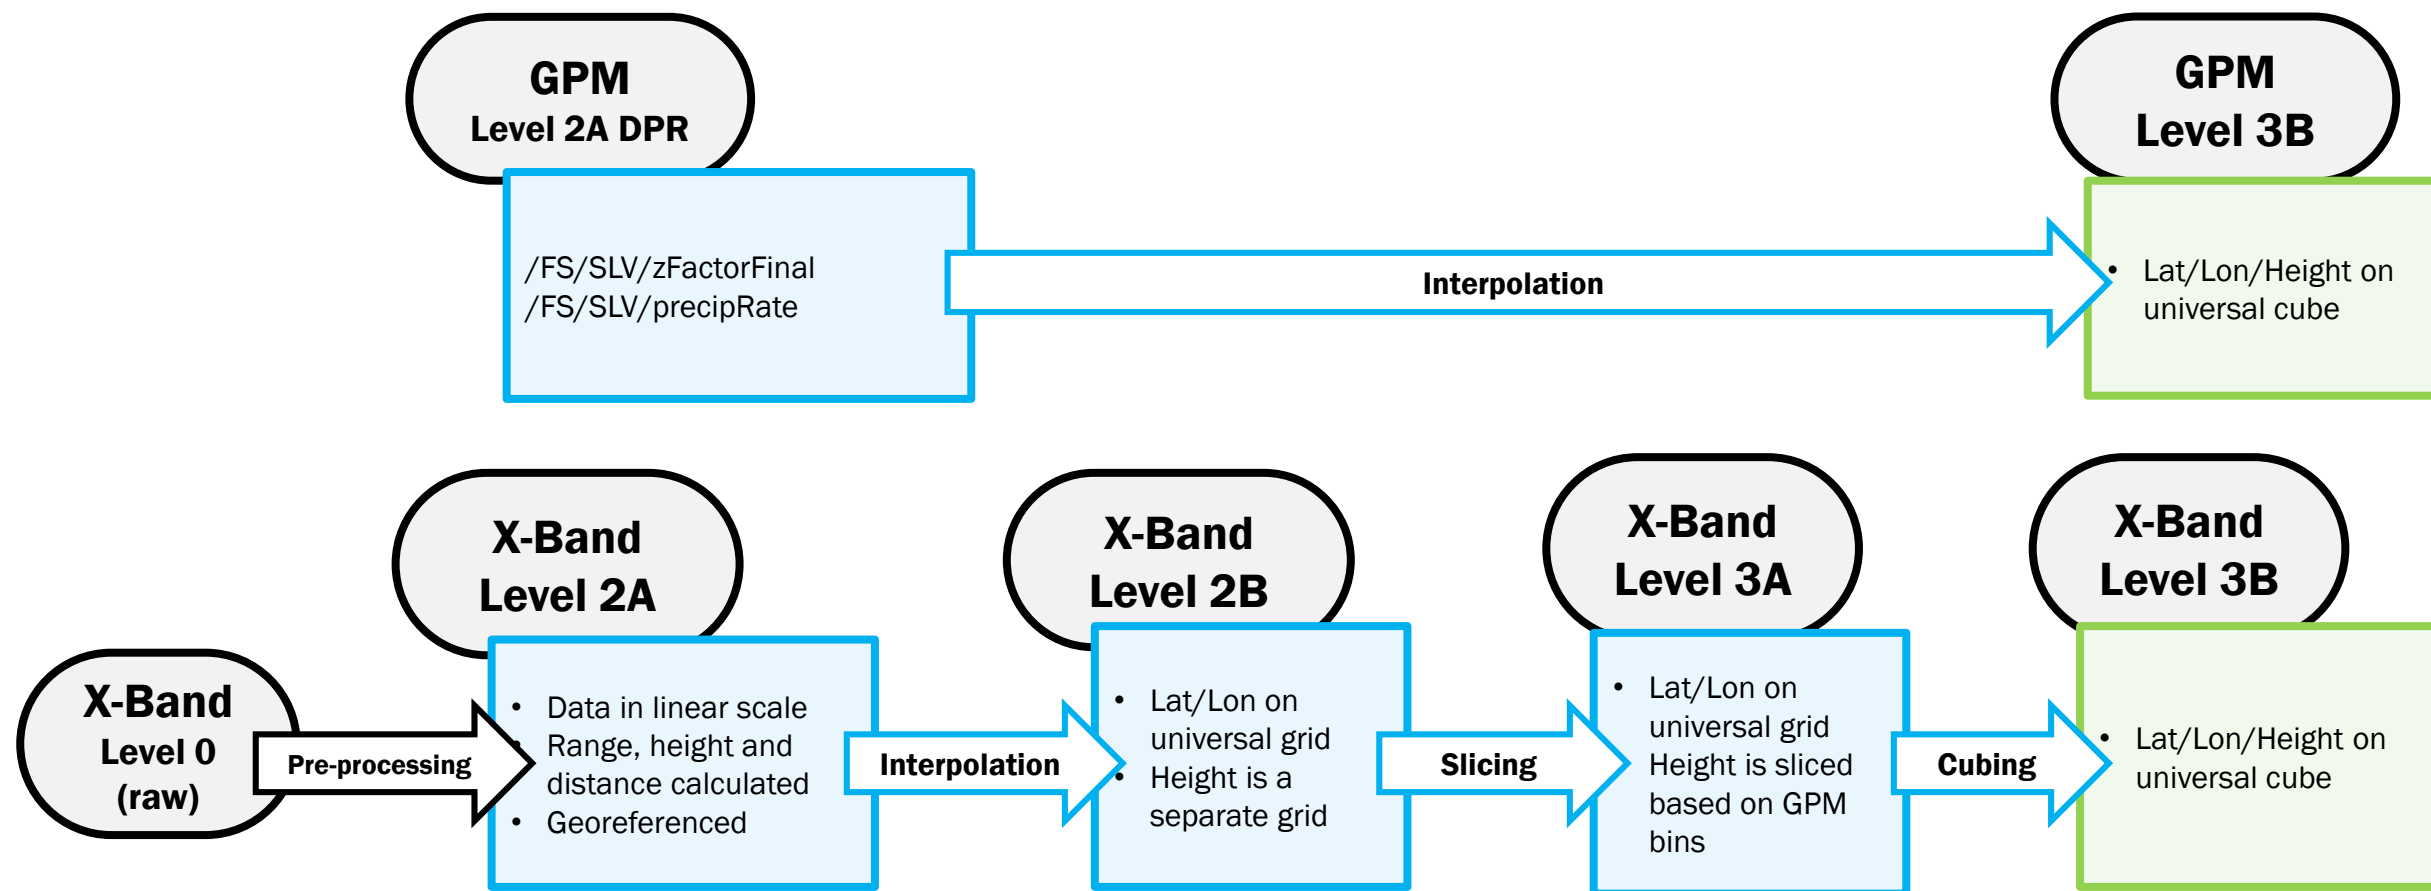 GPM
Level 2A DPR
/FS/SLV/zFactorFinal
/FS/SLV/precipRate
Interpolation
GPM
Level 3B
• Lat/Lon/Height on
universal cube
X-Band
Level 0
(raw)
Pre-processing
X-Band
Level 2A
• Data in linear scale
• Range, height and
distance calculated
• Georeferenced
Interpolation
X-Band
Level 2B
• Lat/Lon on
universal grid
• Height is a
separate grid
Slicing
X-Band
Level 3A
• Lat/Lon on
universal grid
Height is sliced
based on GPM
bins
Cubing
X-Band
Level 3B
• Lat/Lon/Height on
universal cube